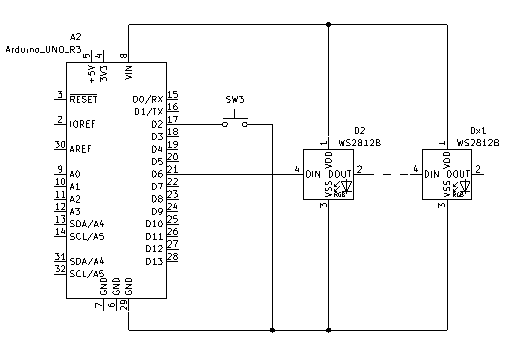 A2
Arduino_UNO_R3
5 4 8
+5V 3V3 VIN
3 RESET D0/RX 15
D1/TX 16
2 IOREF D2 17
D3 18
30 AREF D4 19
D5 20
9 A0 D6 21
10 A1 D7 22
11 A2 D8 23
12 A3 D9 24
13 SDA/A4 D10 25
14 SCL/A5 D11 26
D12 27
31 SDA/A4 D13 28
32 SCL/A5
GND GND GND
7 6 29
SW3
D2
WS2812B
1
VDD
4 DIN DOUT 2
VSS RGB
3
Dx1
WS2812B
1
VDD
4 DIN DOUT 2
VSS RGB
3